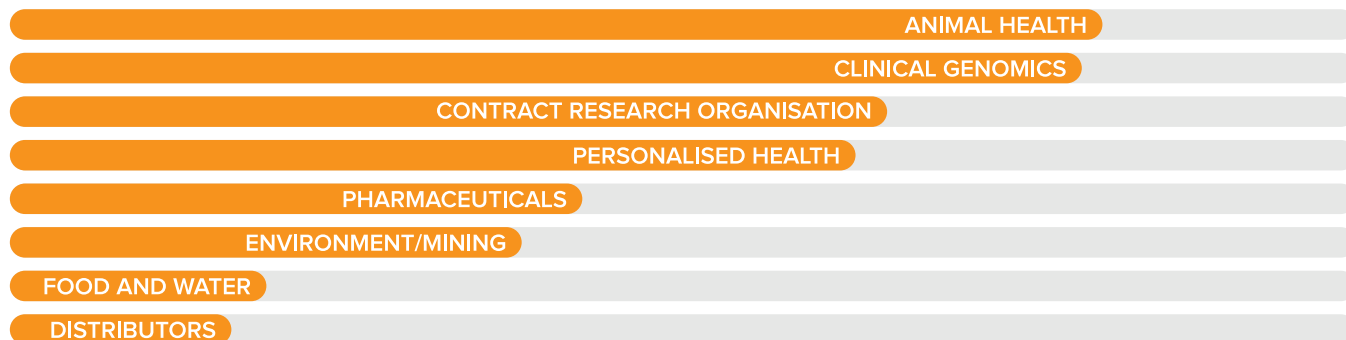 ANIMAL HEALTH
CLINICAL GENOMICS
CONTRACT RESEARCH ORGANISATION
PERSONALISED HEALTH
PHARMACEUTICALS
ENVIRONMENT/MINING
FOOD AND WATER
DISTRIBUTORS